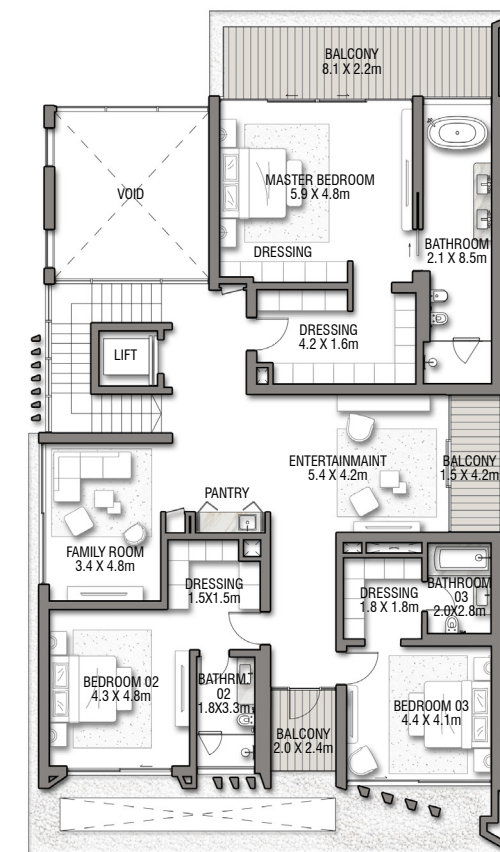 BALCONY
8.1 X 2.2m
MASTER BEDROOM
5.9 X 4.8m
VOID
DRESSING
BATHROOM
2.1 X 8.5m
DRESSING
4.2 X 1.6m
LIFT
ENTERTAINMAINT
5.4 X 4.2m
BALCONY
1.5 X 4.2m
PANTRY
FAMILY ROOM
3.4 X 4.8m
DRESSING
1.5X1.5m
DRESSING
1.8 X 1.8m
BATHROOM
03
2.0X2.8m
BEDROOM 02
4.3 X 4.8m
BATHRM.T
02
1.8X3.3m
BEDROOM 03
4.4 X 4.1m
BALCONY
2.0 X 2.4m